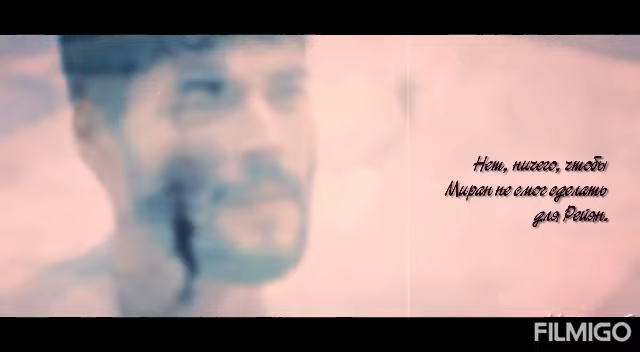 Нет, ничего, чтобы
Миран не смог сделать
для Рейян.
FILMIGO